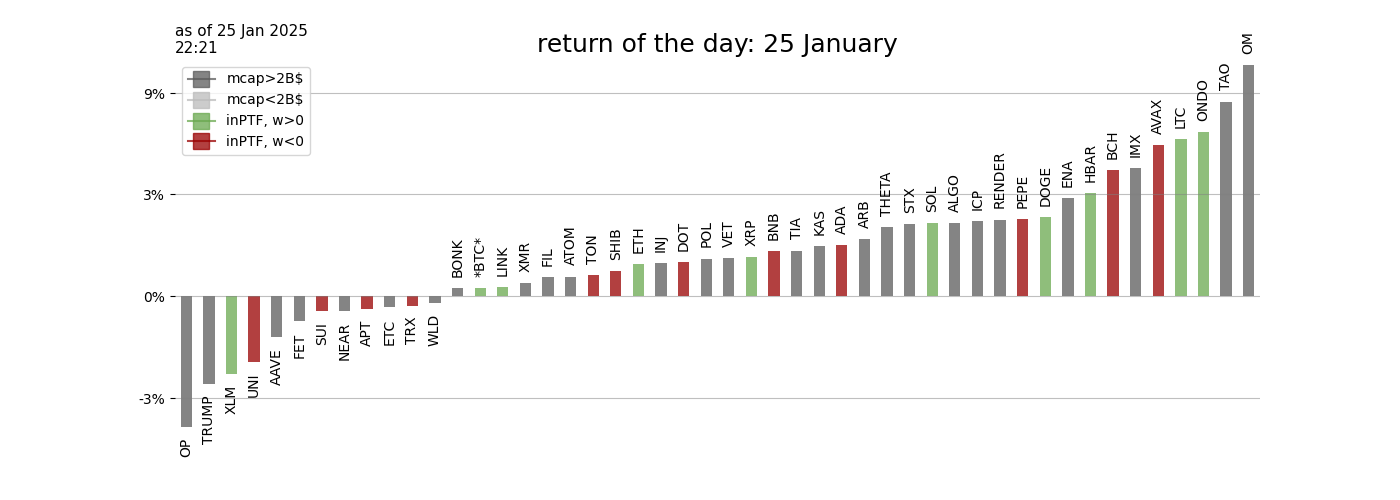 as of 25 Jan 2025
22:21
return of the day: 25 January
mcap>2B$
mcap<2B$
inPTF, w>0
inPTF, w<0
9%
3%
0%
-3%
OP
TRUMP
XLM
UNI
AAVE
FET
SUI
NEAR
APT
ETC
TRX
WLD
BONK
*BTC*
LINK
XMR
FIL
ATOM
TON
SHIB
ETH
INJ
DOT
POL
VET
XRP
BNB
TIA
KAS
ADA
ARB
THETA
STX
SOL
ALGO
ICP
RENDER
PEPE
DOGE
ENA
HBAR
BCH
IMX
AVAX
LTC
ONDO
TAO
OM